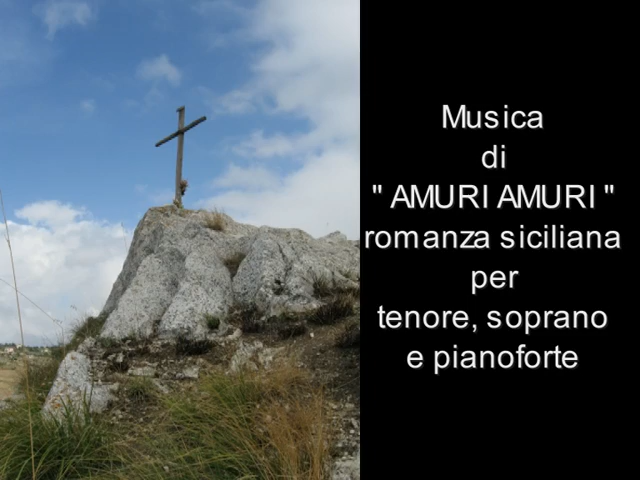 Musica
di
" AMURI AMURI "
romanza siciliana
per
tenore, soprano
e pianoforte